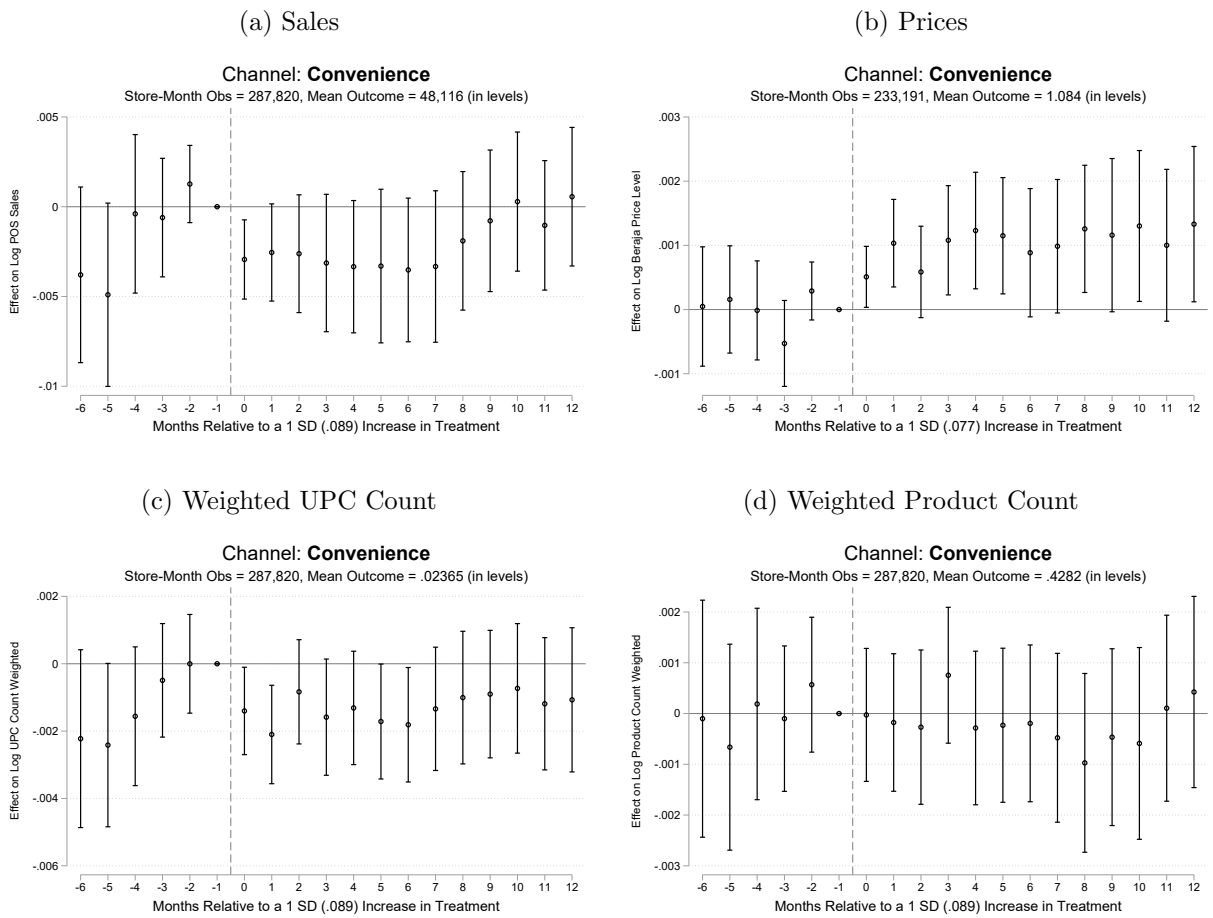 (a) Sales
Channel: Convenience
Store-Month Obs = 287,820, Mean Outcome = 48,116 (in levels)
Effect on Log POS Sales
.005
0
-.005
-.01
-6 -5 -4 -3 -2 -1 0 1 2 3 4 5 6 7 8 9 10 11 12
Months Relative to a 1 SD (.089) Increase in Treatment
(b) Prices
Channel: Convenience
Store-Month Obs = 233,191, Mean Outcome = 1.084 (in levels)
Effect on Log Beraja Price Level
.003
.002
.001
0
-.001
-6 -5 -4 -3 -2 -1 0 1 2 3 4 5 6 7 8 9 10 11 12
Months Relative to a 1 SD (.077) Increase in Treatment
(c) Weighted UPC Count
Channel: Convenience
Store-Month Obs = 287,820, Mean Outcome = .02365 (in levels)
Effect on Log UPC Count Weighted
.002
0
-.002
-.004
-.006
-6 -5 -4 -3 -2 -1 0 1 2 3 4 5 6 7 8 9 10 11 12
Months Relative to a 1 SD (.089) Increase in Treatment
(d) Weighted Product Count
Channel: Convenience
Store-Month Obs = 287,820, Mean Outcome = .4282 (in levels)
Effect on Log Product Count Weighted
.002
.001
0
-.001
-.002
-.003
-6 -5 -4 -3 -2 -1 0 1 2 3 4 5 6 7 8 9 10 11 12
Months Relative to a 1 SD (.089) Increase in Treatment